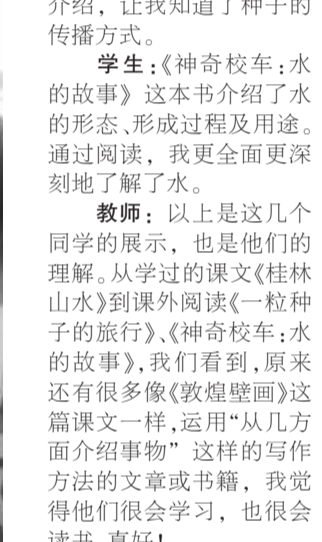 介绍，让我知道了种子的
传播方式。
学生：《神奇校车：水
的故事》这本书介绍了水
的形态、形成过程及用途。
通过阅读，我更全面更深
刻地了解了水。
教师：以上是这几个
同学的展示，也是他们的
理解。从学过的课文《桂林
山水》到课外阅读《一粒种
子的旅行》、《神奇校车：水
的故事》，我们看到，原来
还有很多像《敦煌壁画》这
篇课文一样，运用“从几方
面介绍事物”这样的写作
方法的文章或书籍，我觉
得他们很会学习，也很会
读书，真好！